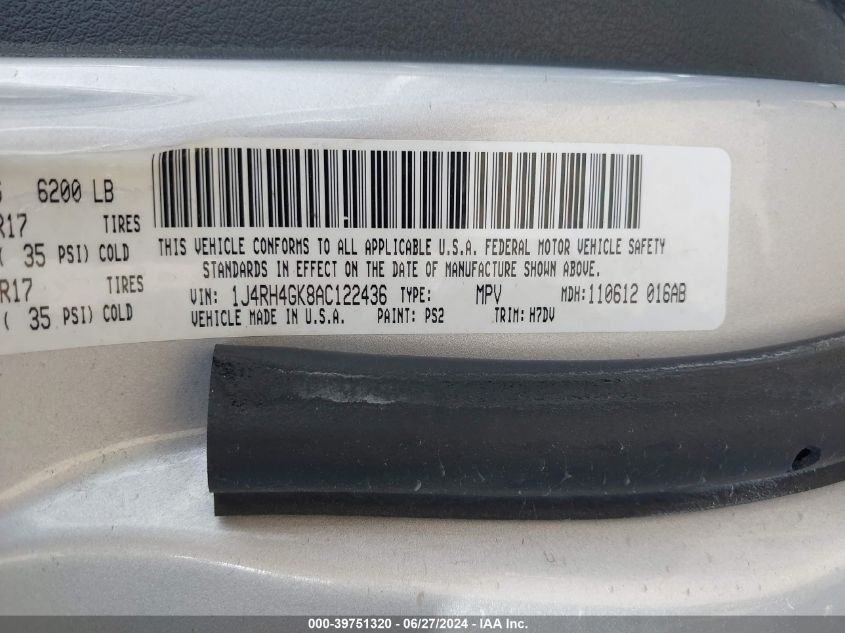 6200 LB
R17 TIRES
( 35 PSI) COLD
R17 TIRES
( 35 PSI) COLD
THIS VEHICLE CONFORMS TO ALL APPLICABLE U.S.A. FEDERAL MOTOR VEHICLE SAFETY
STANDARDS IN EFFECT ON THE DATE OF MANUFACTURE SHOWN ABOVE.
VIN: 1J4RH4GK8AC122436 TYPE: MPV MDH:110612 016AB
VEHICLE MADE IN U.S.A. PAINT: PS2 TRIM: H7DV
000-39751320 — 06/27/2024 — IAA Inc.